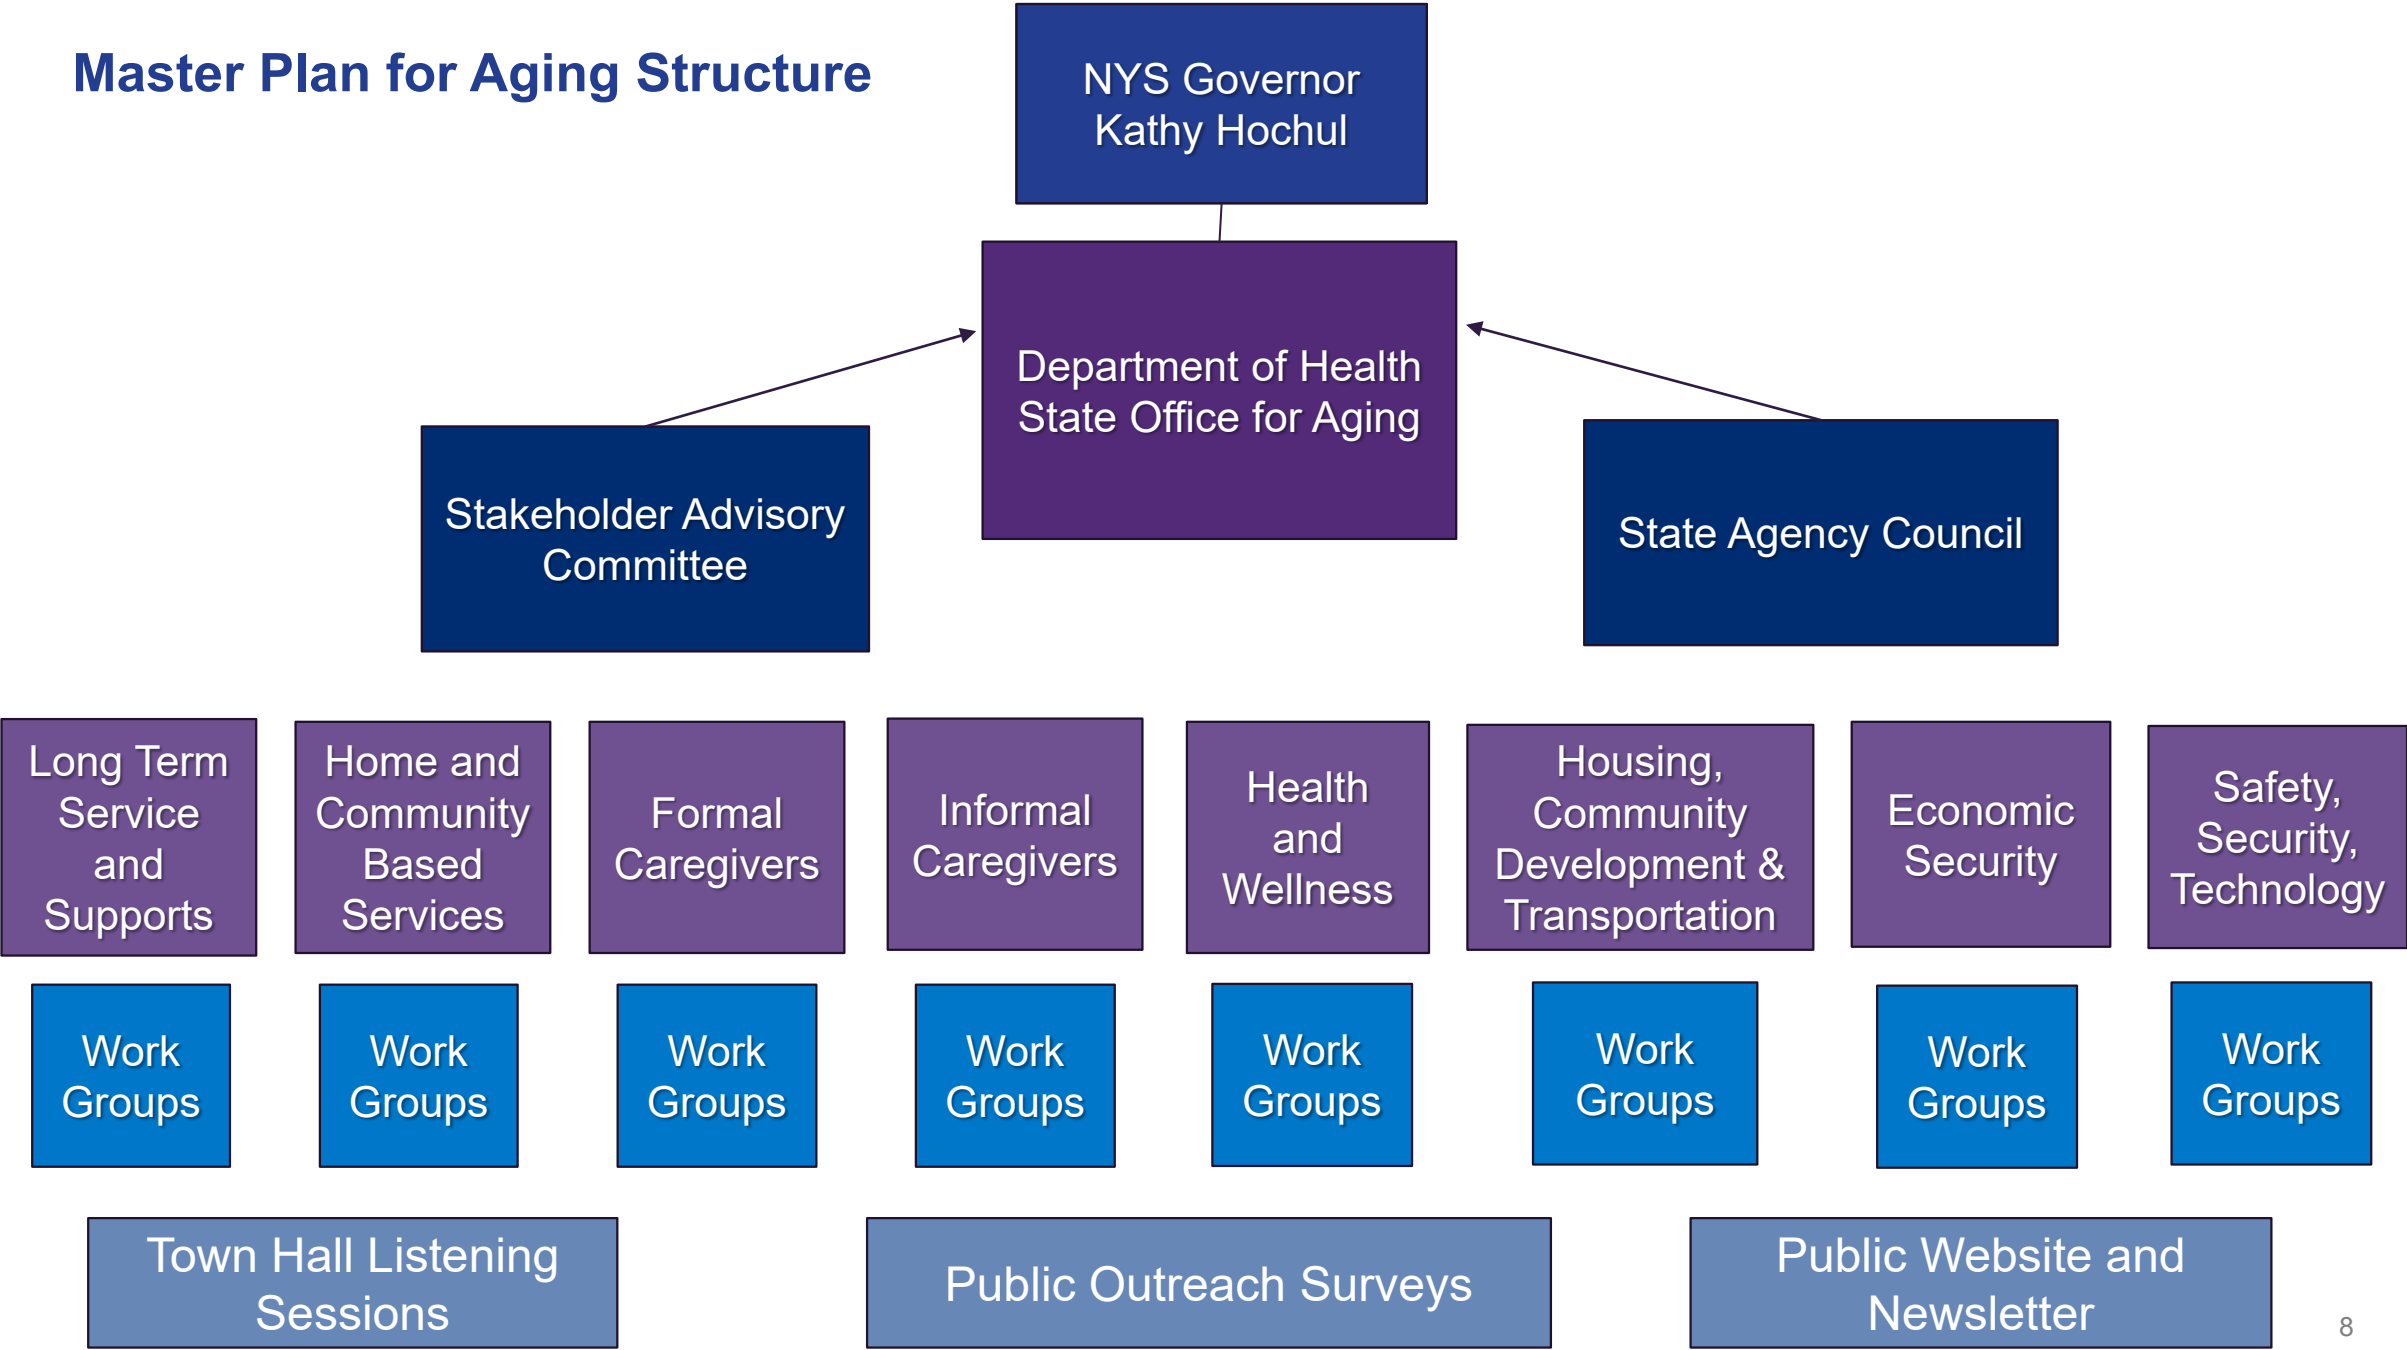 Master Plan for Aging Structure
NYS Governor
Kathy Hochul
Department of Health
State Office for Aging
Stakeholder Advisory
Committee
State Agency Council
Long Term
Service
and
Supports
Home and
Community
Based
Services
Formal
Caregivers
Informal
Caregivers
Health
and
Wellness
Housing,
Community
Development &
Transportation
Economic
Security
Safety,
Security,
Technology
Work
Groups
Work
Groups
Work
Groups
Work
Groups
Work
Groups
Work
Groups
Work
Groups
Work
Groups
Town Hall Listening
Sessions
Public Outreach Surveys
Public Website and
Newsletter
8